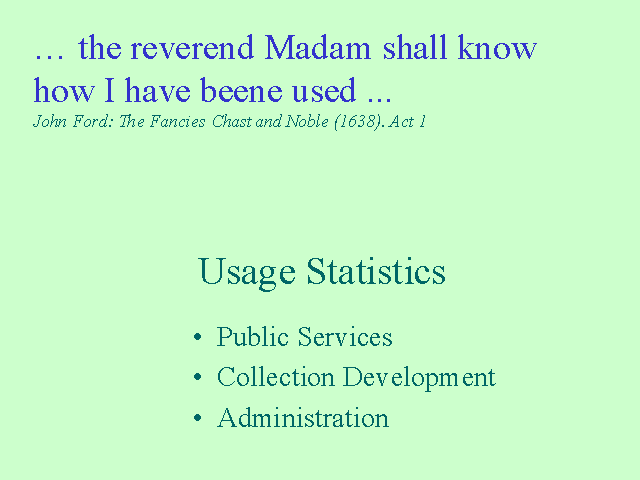 … the reverend Madam shall know
how I have beene used ...
John Ford: The Fancies Chast and Noble (1638). Act 1
Usage Statistics
• Public Services
• Collection Development
• Administration